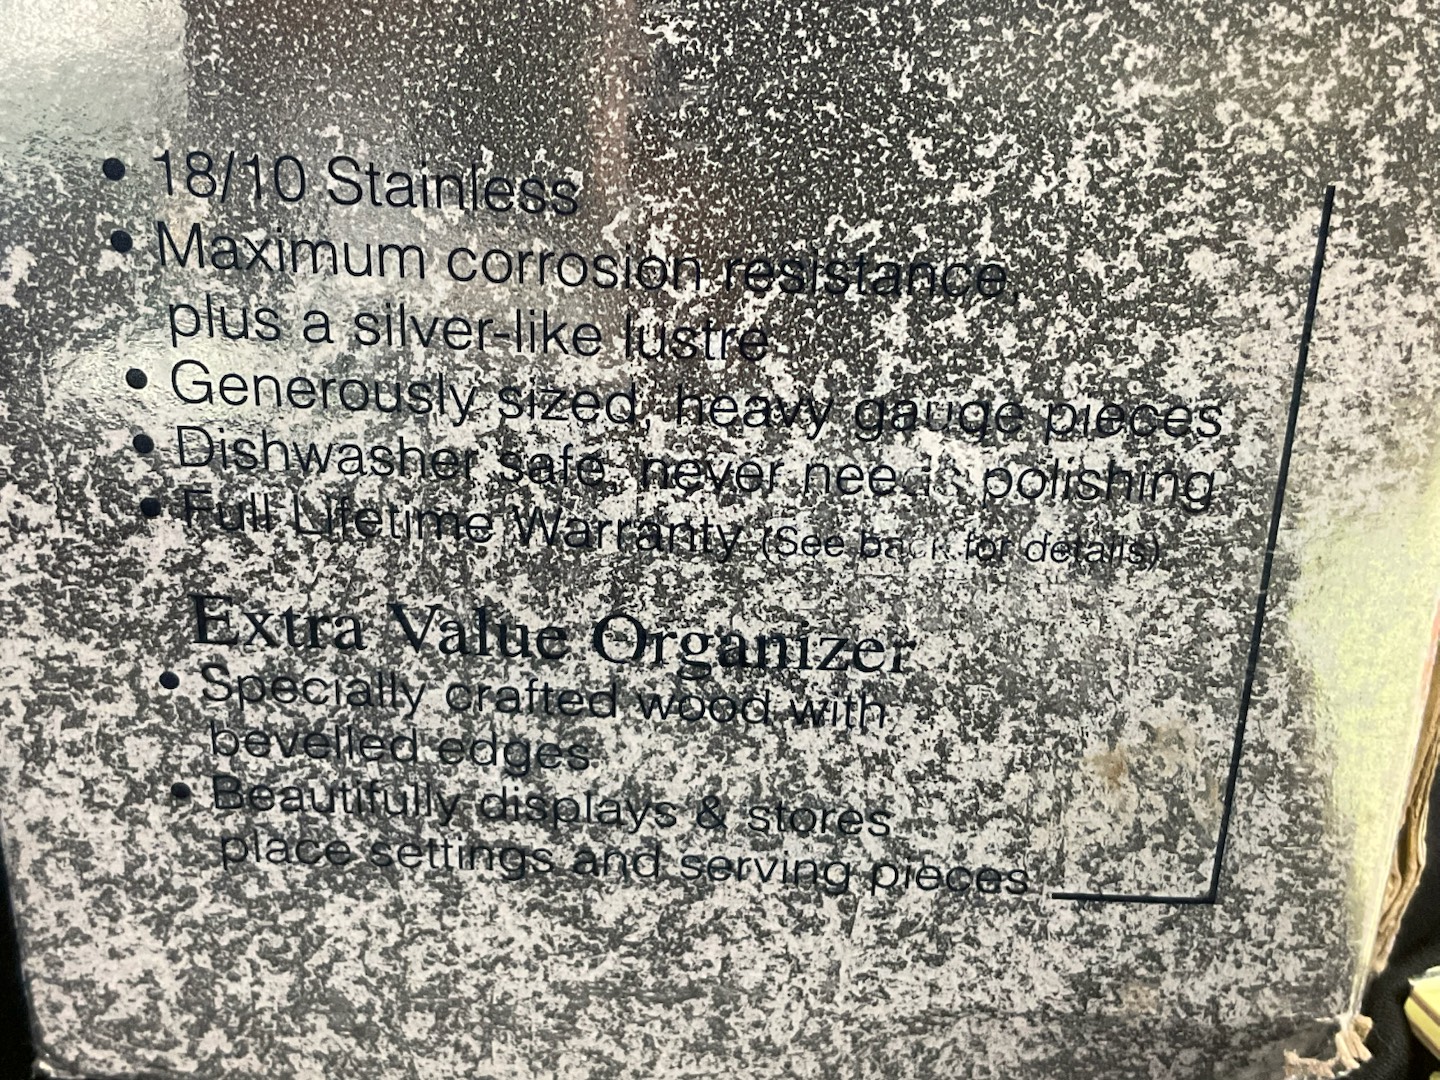 • 18/10 Stainless
• Maximum corrosion resistance,
plus a silver-like lustre
• Generously sized, heavy gauge pieces
• Dishwasher safe, never needs polishing
• Full Lifetime Warranty (See back for details)
Extra Value Organizer
• Specially crafted wood with
bevelled edges
• Beautifully displays & stores
place settings and serving pieces